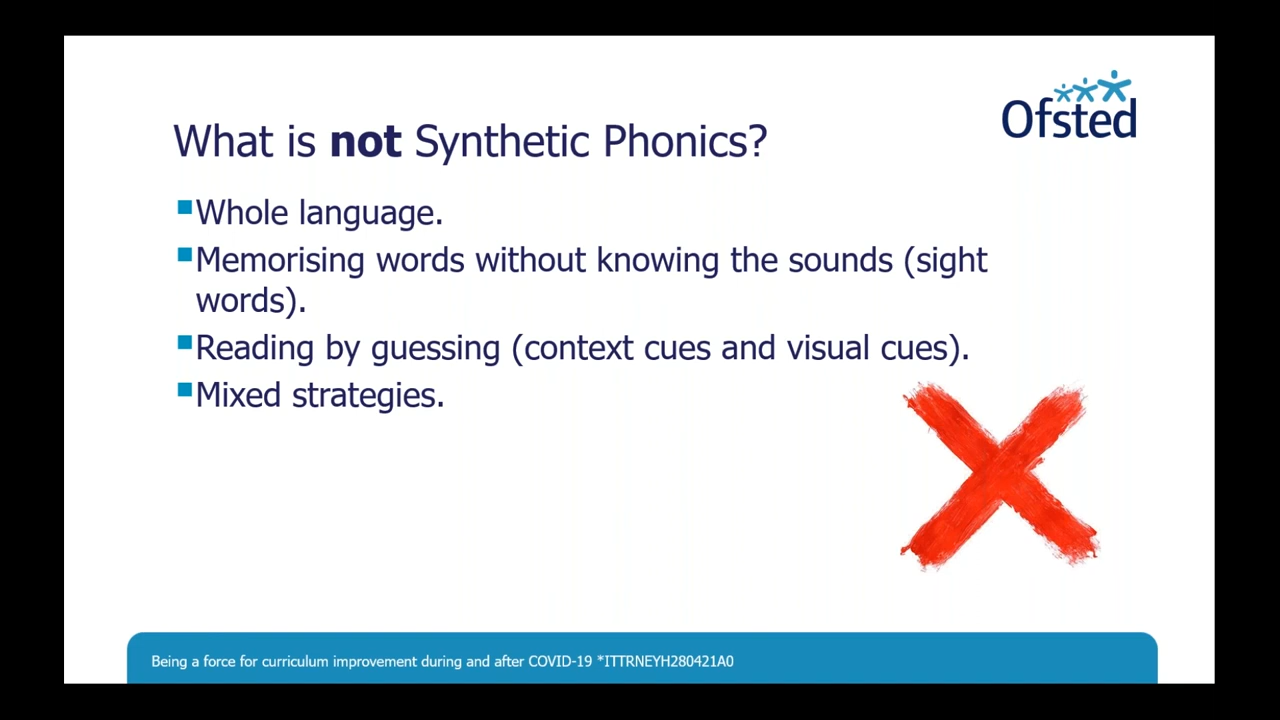 Ofsted
What is not Synthetic Phonics?
Whole language.
Memorising words without knowing the sounds (sight
words).
Reading by guessing (context cues and visual cues).
Mixed strategies.
Being a force for curriculum improvement during and after COVID-19 *ITTRNEYH280421A0